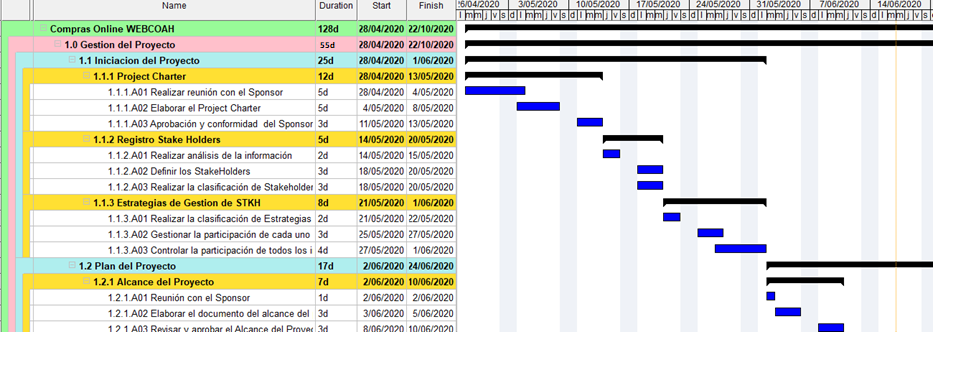 Name Duration Start Finish 26/04/2020 3/05/2020 10/05/2020 17/05/2020 24/05/2020 31/05/2020 7/06/2020 14/06/2020
l m m j v s d l m m j v s d l m m j v s d l m m j v s d l m m j v s d l m m j v s d l m m j v s d l m m j v s
Compras Online WEBCOAH 128d 28/04/2020 22/10/2020
1.0 Gestion del Proyecto 55d 28/04/2020 22/10/2020
1.1 Iniciacion del Proyecto 25d 28/04/2020 1/06/2020
1.1.1 Project Charter 12d 28/04/2020 13/05/2020
1.1.1.A01 Realizar reunión con el Sponsor 5d 28/04/2020 4/05/2020
1.1.1.A02 Elaborar el Project Charter 5d 4/05/2020 8/05/2020
1.1.1.A03 Aprobación y conformidad del Sponsor 3d 11/05/2020 13/05/2020
1.1.2 Registro Stake Holders 5d 14/05/2020 20/05/2020
1.1.2.A01 Realizar análisis de la información 2d 14/05/2020 15/05/2020
1.1.2.A02 Definir los StakeHolders 3d 18/05/2020 20/05/2020
1.1.2.A03 Realizar la clasificación de Stakeholder 3d 18/05/2020 20/05/2020
1.1.3 Estrategias de Gestion de STKH 8d 21/05/2020 1/06/2020
1.1.3.A01 Realizar la clasificación de Estrategias 2d 21/05/2020 22/05/2020
1.1.3.A02 Gestionar la participación de cada uno 3d 25/05/2020 27/05/2020
1.1.3.A03 Controlar la participación de todos los i 4d 27/05/2020 1/06/2020
1.2 Plan del Proyecto 17d 2/06/2020 24/06/2020
1.2.1 Alcance del Proyecto 7d 2/06/2020 10/06/2020
1.2.1.A01 Reunión con el Sponsor 1d 2/06/2020 2/06/2020
1.2.1.A02 Elaborar el documento del alcance del 3d 3/06/2020 5/06/2020
1.2.1.A03 Revisar y aprobar el Alcance del Proyec 3d 8/06/2020 10/06/2020